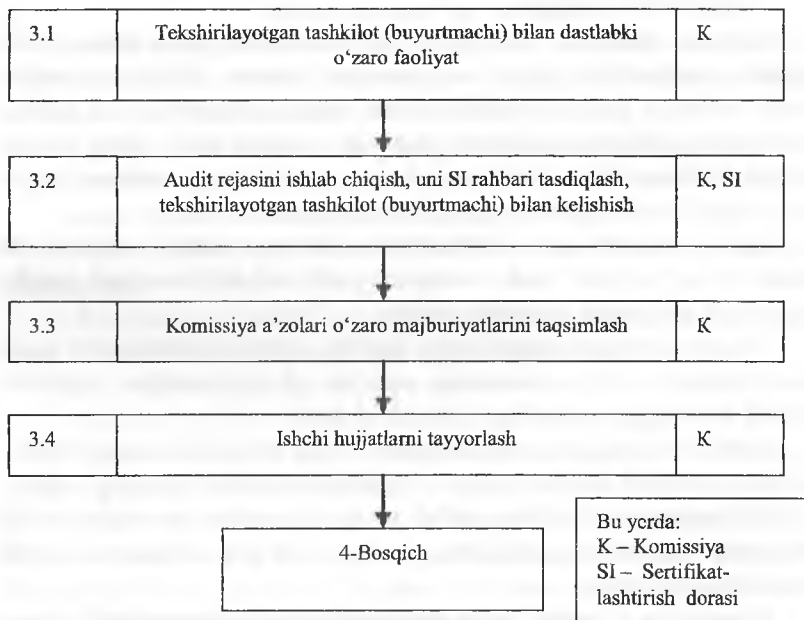 3.1 Tekshirilayotgan tashkilot (buyurtmachi) bilan dastlabki K
o‘zaro faoliyat
3.2 Audit rejasini ishlab chiqish, uni SI rahbari tasdiqlash, K, SI
tekshirilayotgan tashkilot (buyurtmachi) bilan kelishish
3.3 Komissiya a’zolari o‘zaro majburiyatlarini taqsimlash K
3.4 Ishchi hujjatlarni tayyorlash K
4-Bosqich
Bu yerda:
K – Komissiya
SI – Sertifikat-
lashtirish dorasi